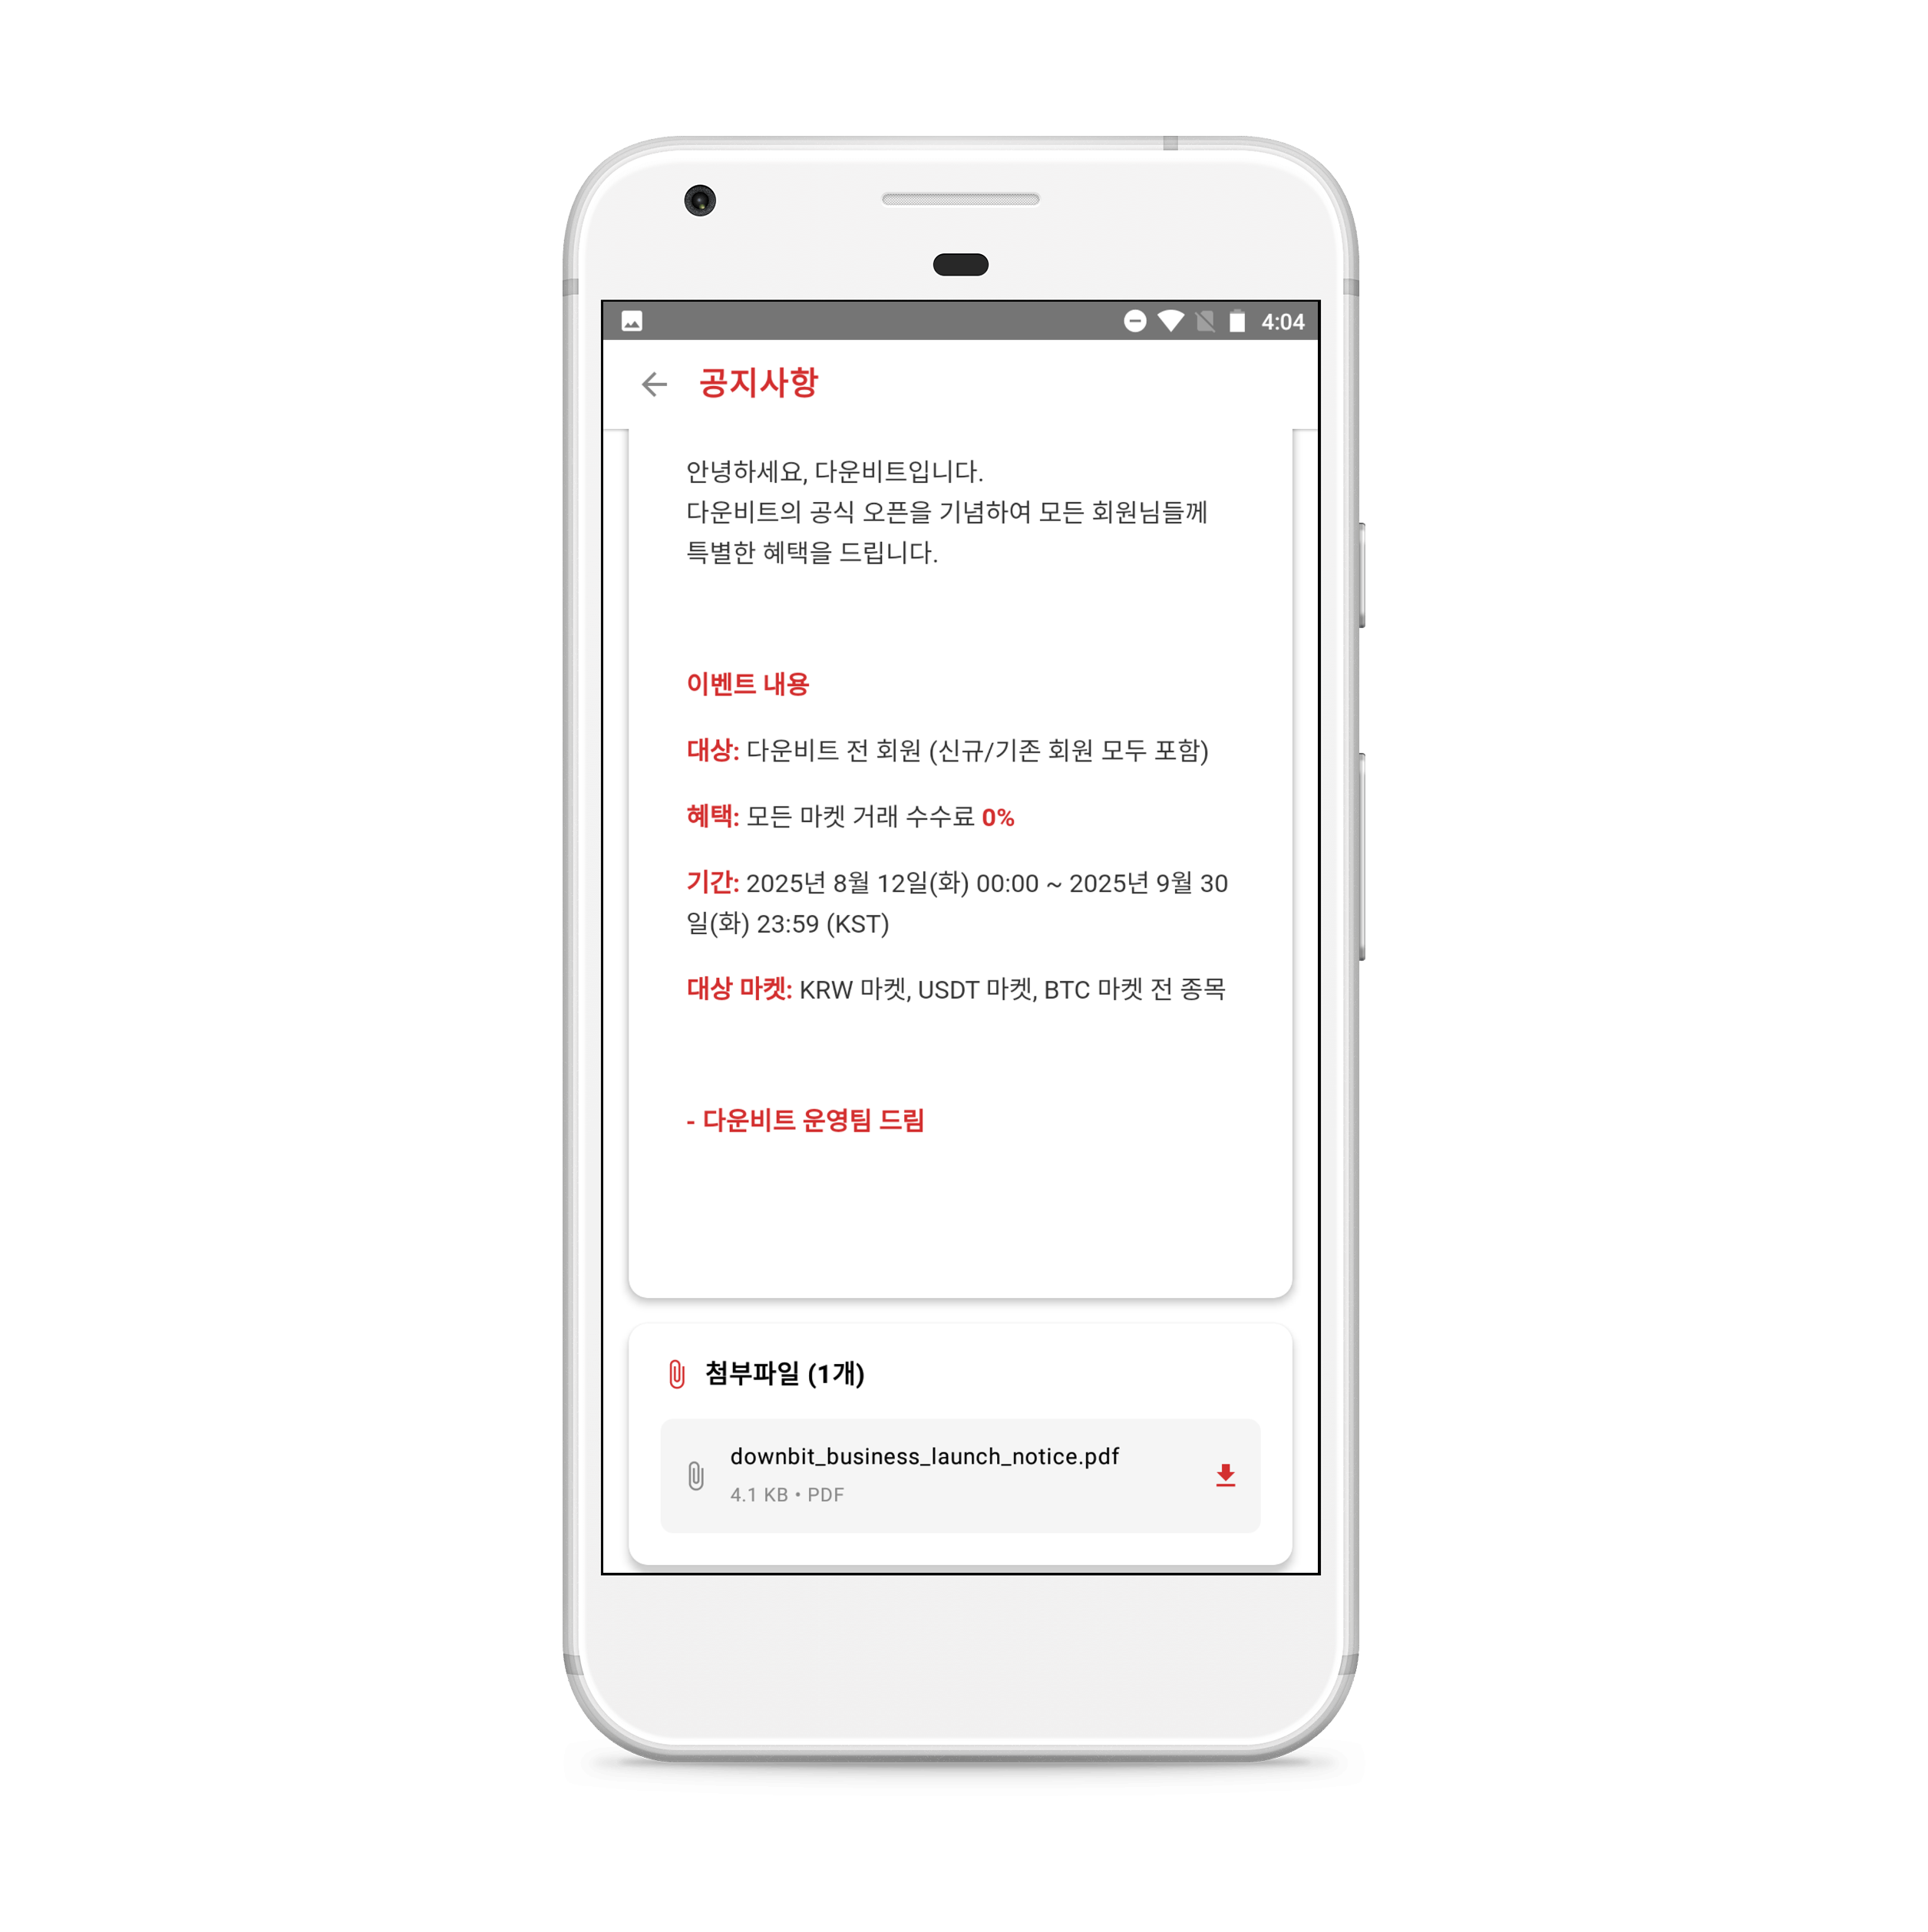 4:04
공지사항
안녕하세요, 다운비트입니다.
다운비트의 공식 오픈을 기념하여 모든 회원님들께
특별한 혜택을 드립니다.
이벤트 내용
대상: 다운비트 전 회원 (신규/기존 회원 모두 포함)
혜택: 모든 마켓 거래 수수료 0%
기간: 2025년 8월 12일(화) 00:00 ~ 2025년 9월 30
일(화) 23:59 (KST)
대상 마켓: KRW 마켓, USDT 마켓, BTC 마켓 전 종목
- 다운비트 운영팀 드림
첨부파일 (1개)
downbit_business_launch_notice.pdf
4.1 KB • PDF